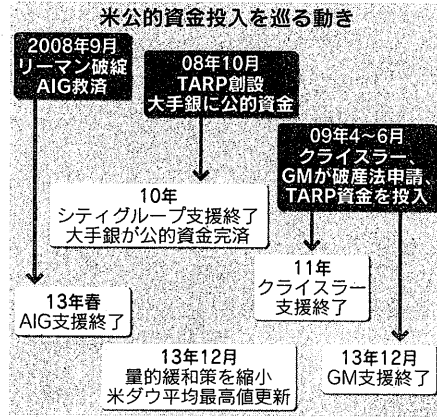 米公的資金投入を巡る動き
2008年9月
リーマン破綻
AIG救済
08年10月
TARP創設
大手銀に公的資金
09年4～6月
クライスラー、
GMが破産法申請、
TARP資金を投入
10年
シティグループ支援終了
大手銀が公的資金完済
11年
クライスラー
支援終了
13年春
AIG支援終了
13年12月
量的緩和策を縮小
米ダウ平均最高値更新
13年12月
GM支援終了